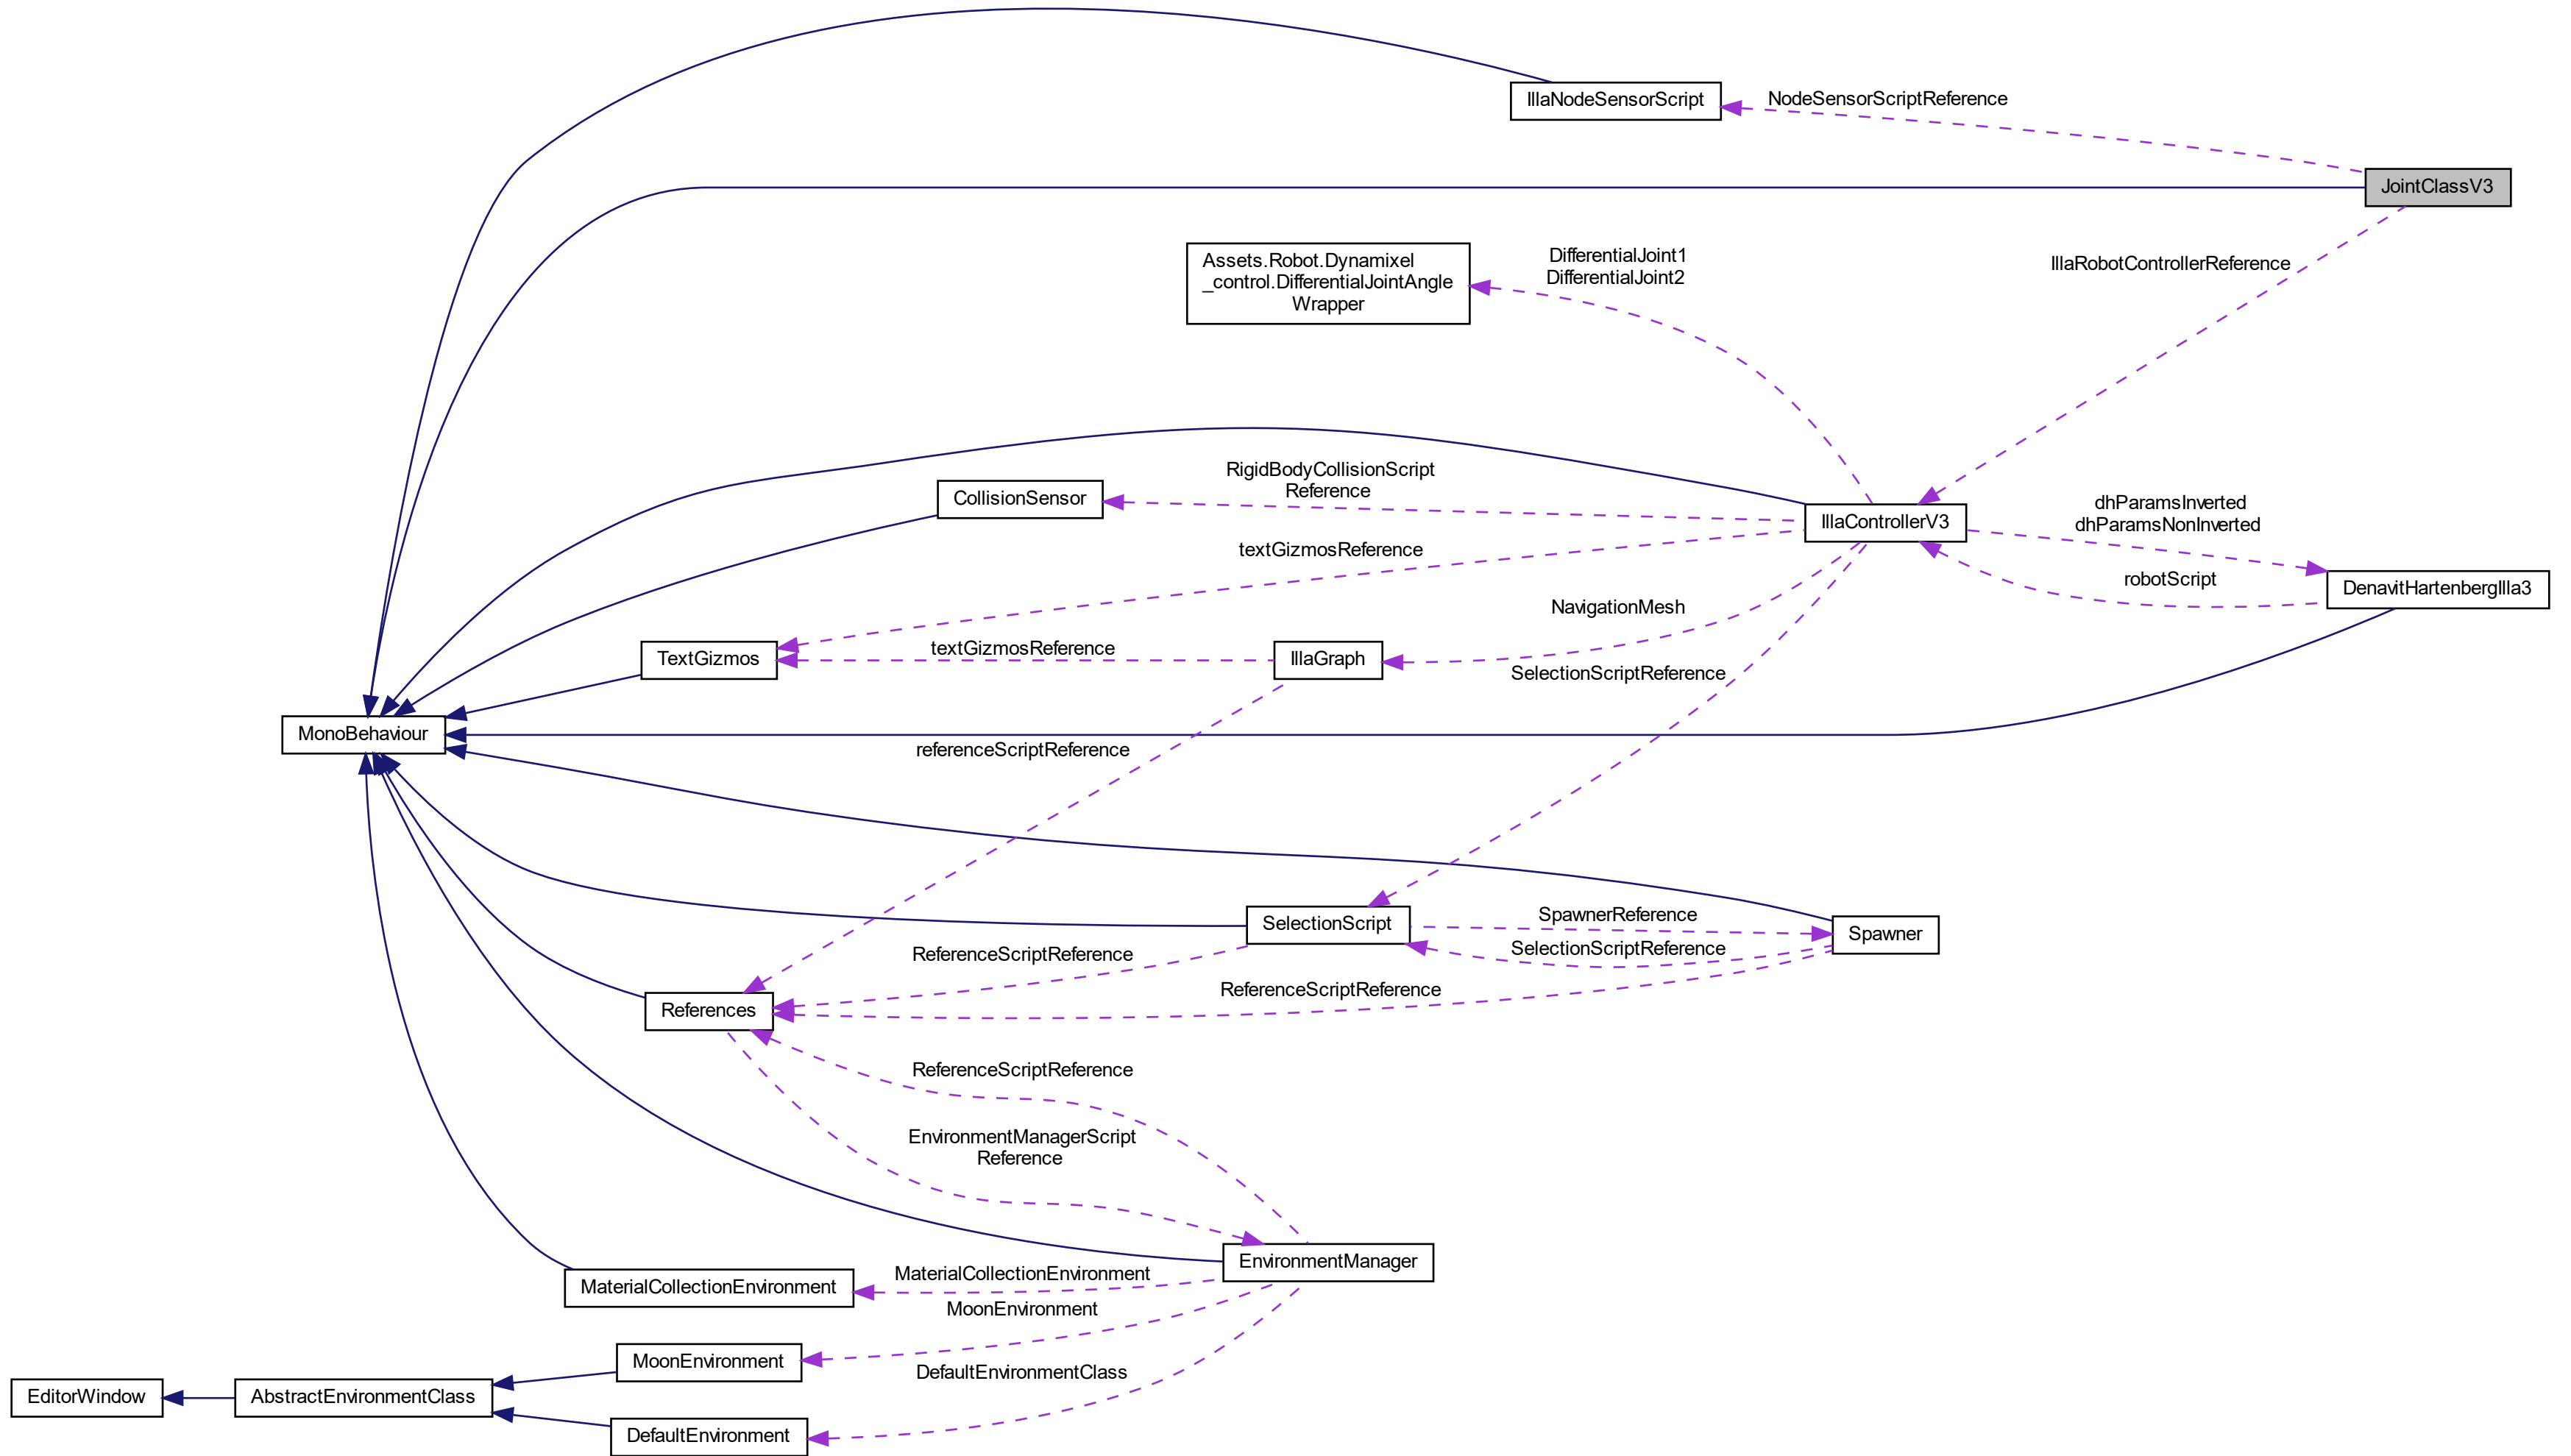 IllaNodeSensorScript
NodeSensorScriptReference
JointClassV3
Assets.Robot.Dynamixel
_control.DifferentialJointAngle
Wrapper
DifferentialJoint1
DifferentialJoint2
IllaRobotControllerReference
CollisionSensor
RigidBodyCollisionScript
Reference
IllaControllerV3
dhParamsInverted
dhParamsNonInverted
textGizmosReference
robotScript
DenavitHartenbergIlla3
NavigationMesh
TextGizmos
textGizmosReference
IllaGraph
SelectionScriptReference
MonoBehaviour
referenceScriptReference
SelectionScript
SpawnerReference
Spawner
SelectionScriptReference
ReferenceScriptReference
ReferenceScriptReference
References
ReferenceScriptReference
EnvironmentManagerScript
Reference
EnvironmentManager
MaterialCollectionEnvironment
MaterialCollectionEnvironment
MoonEnvironment
MoonEnvironment
DefaultEnvironmentClass
EditorWindow
AbstractEnvironmentClass
DefaultEnvironment